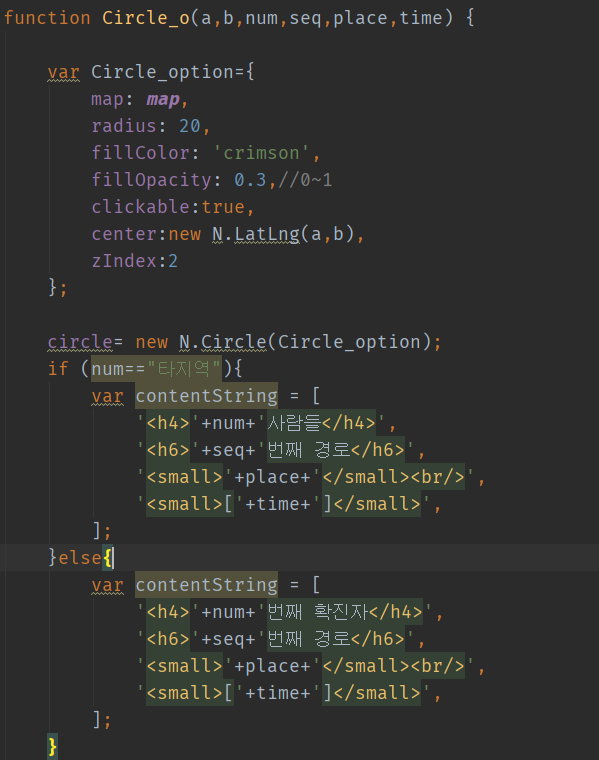 function Circle_o(a,b,num,seq,place,time) {
var Circle_option={
map: map,
radius: 20,
fillColor: 'crimson',
fillOpacity: 0.3,//0~1
clickable:true,
center:new N.LatLng(a,b),
zIndex:2
};
circle= new N.Circle(Circle_option);
if (num=="타지역"){
var contentString = [
'<h4>'+num+'사람들</h4>',
'<h6>'+seq+'번째 경로</h6>',
'<small>'+place+'</small><br/>',
'<small>['+time+']</small>',
];
}else{
var contentString = [
'<h4>'+num+'번째 확진자</h4>',
'<h6>'+seq+'번째 경로</h6>',
'<small>'+place+'</small><br/>',
'<small>['+time+']</small>',
];
}